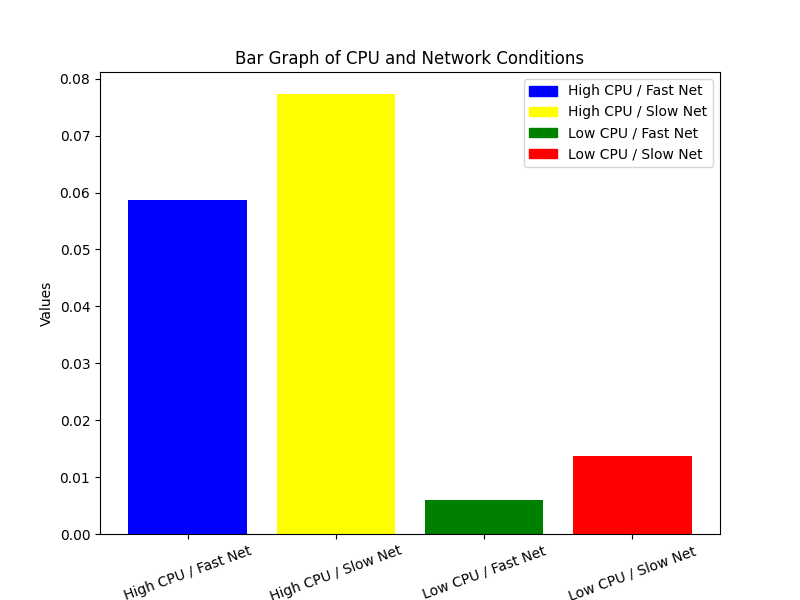 Bar Graph of CPU and Network Conditions
High CPU / Fast Net
High CPU / Slow Net
Low CPU / Fast Net
Low CPU / Slow Net
Values
0.08
0.07
0.06
0.05
0.04
0.03
0.02
0.01
0.00
High CPU / Fast Net
High CPU / Slow Net
Low CPU / Fast Net
Low CPU / Slow Net